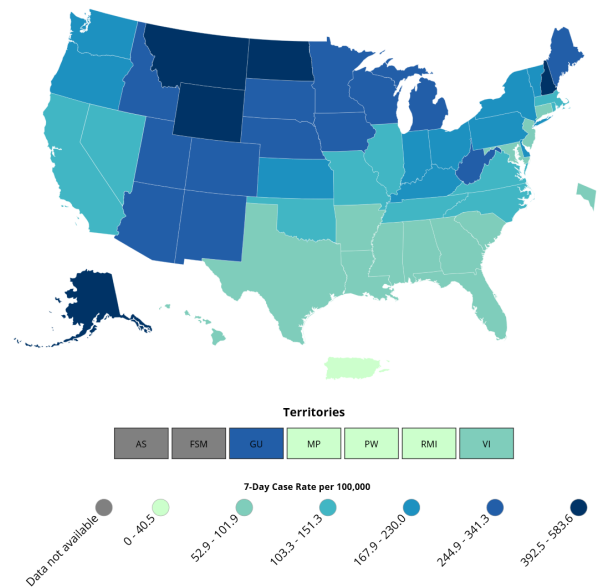 Territories
AS
FSM
GU
MP
PW
RMI
VI
7-Day Case Rate per 100,000
Data not available
0 - 40.5
52.9 - 101.9
103.3 - 151.3
167.9 - 230.0
244.9 - 341.3
392.5 - 583.6